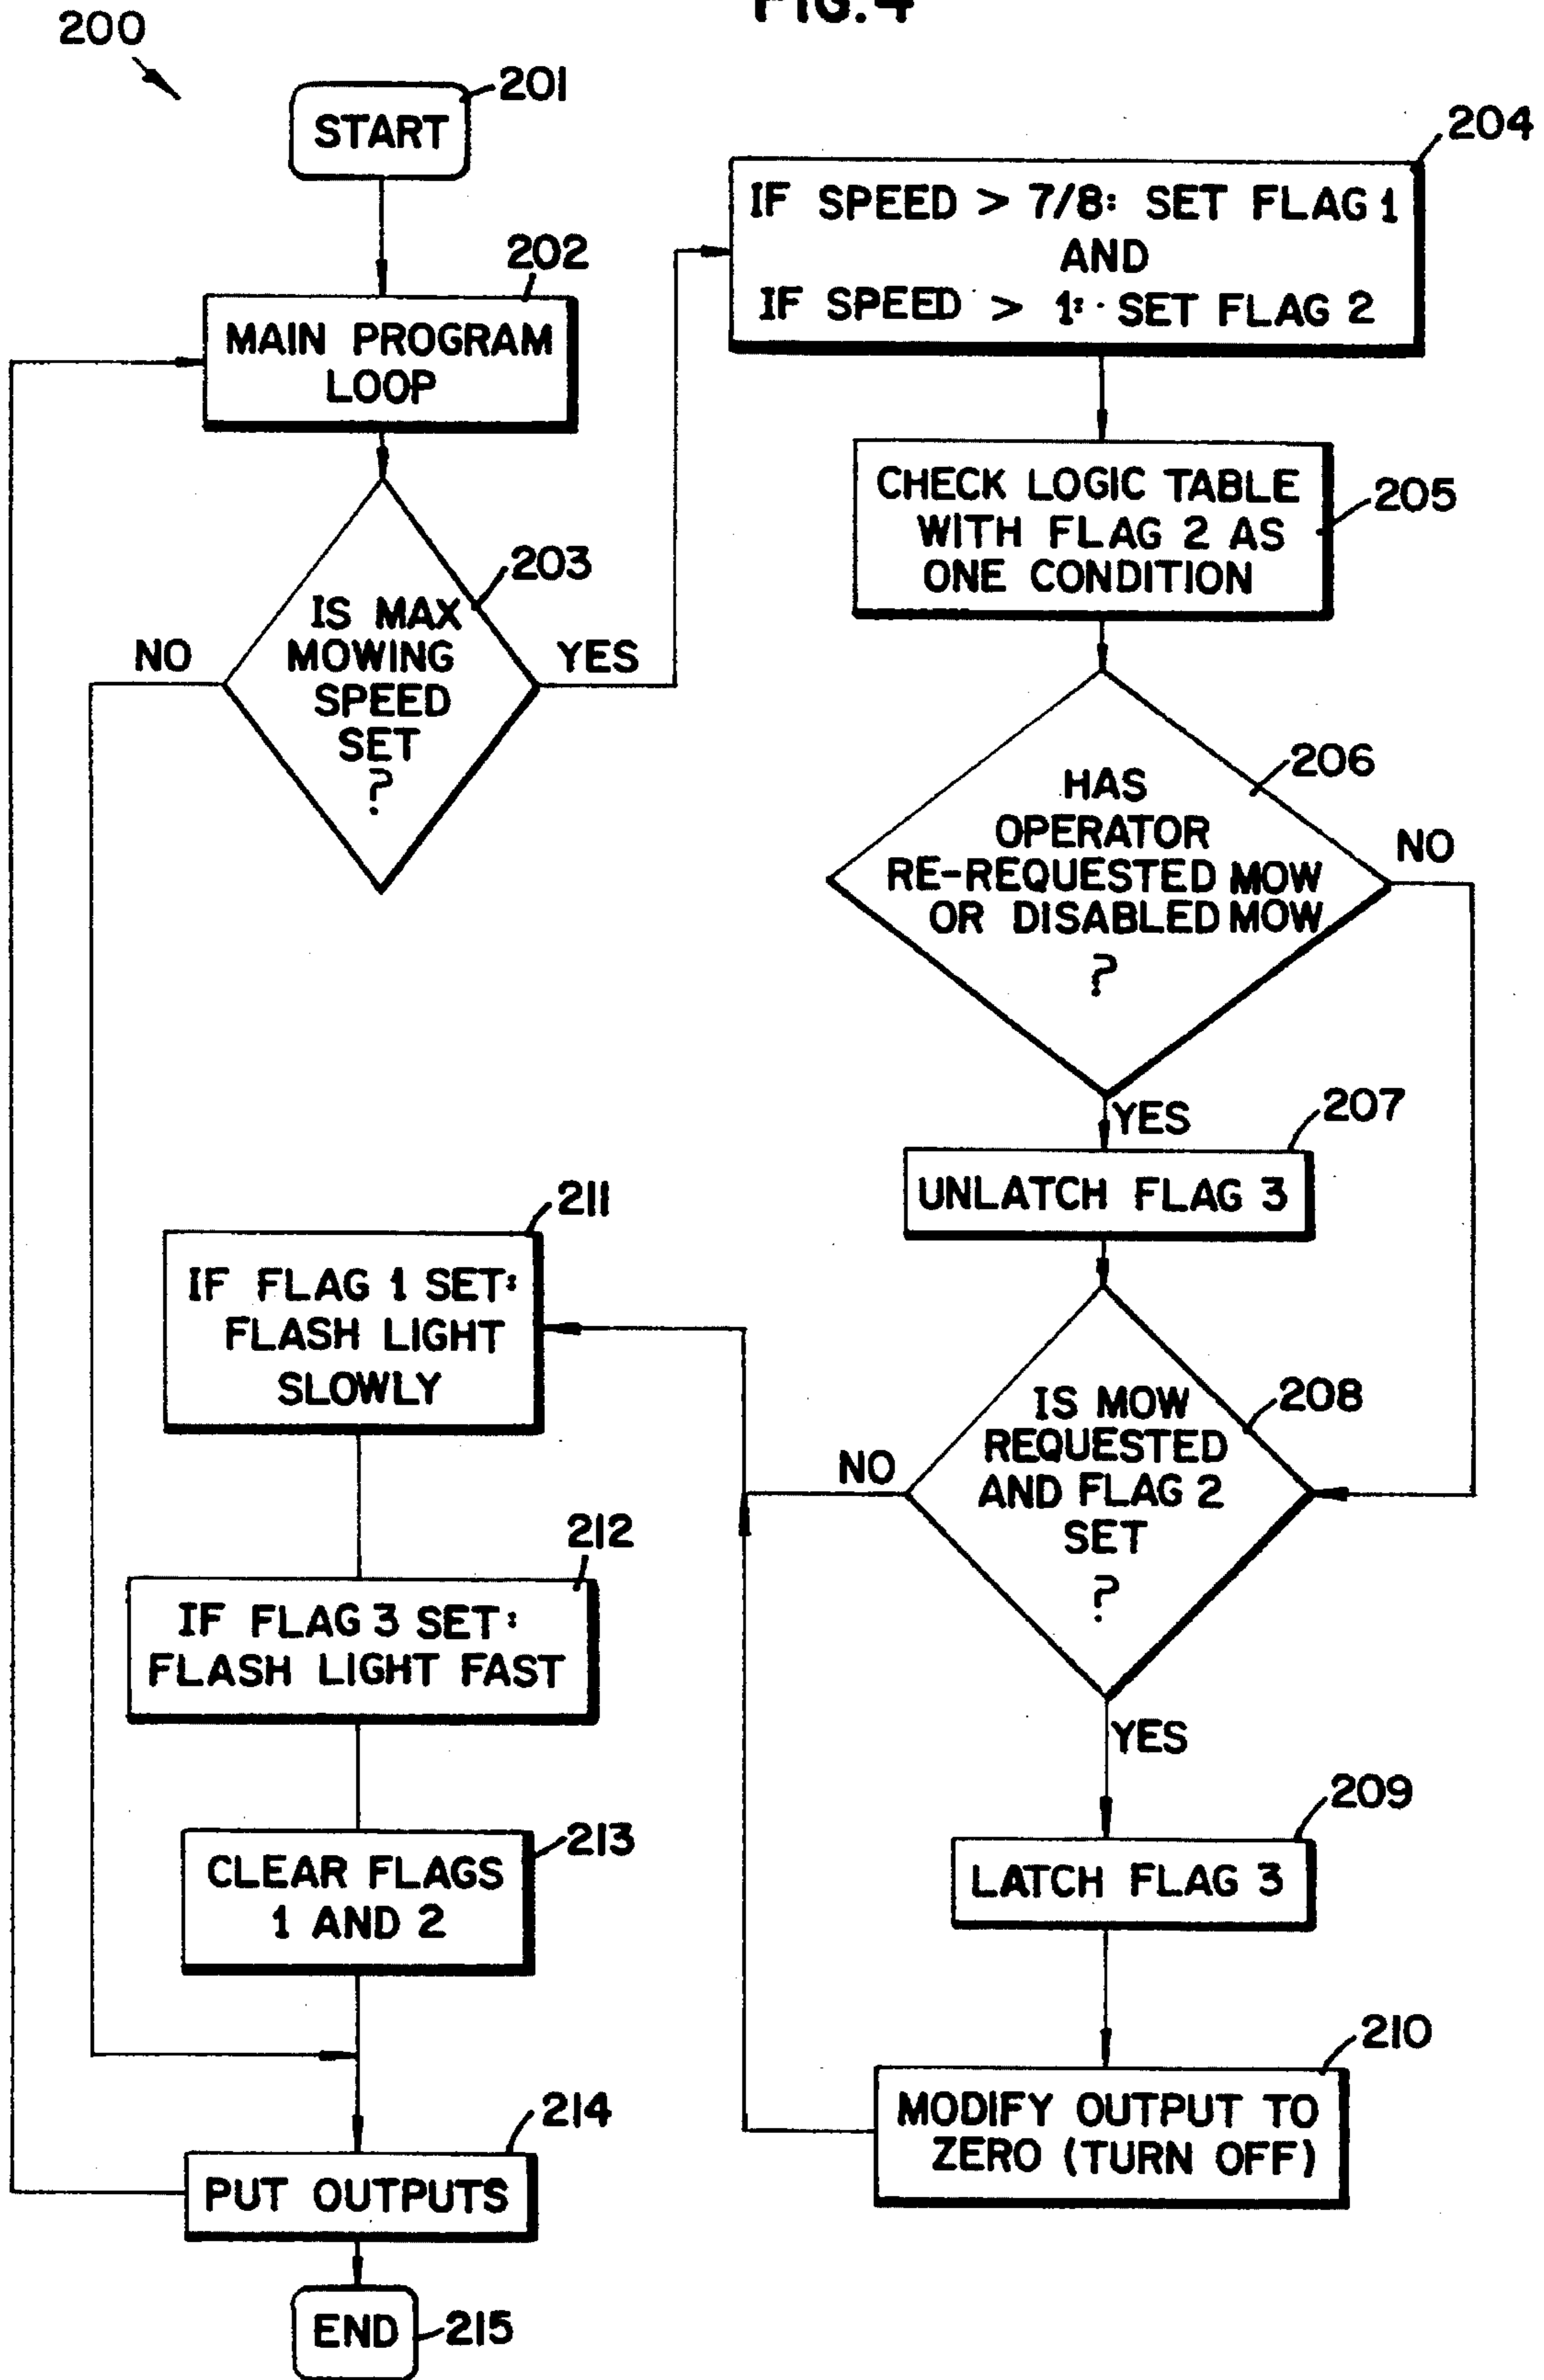 FIG.4
200
201
START
202
MAIN PROGRAM
LOOP
203
IS MAX
MOWING
SPEED
SET
?
NO
YES
204
IF SPEED > 7/8: SET FLAG 1
AND
IF SPEED > 1: SET FLAG 2
205
CHECK LOGIC TABLE
WITH FLAG 2 AS
ONE CONDITION
206
HAS
OPERATOR
RE-REQUESTED MOW
OR DISABLED MOW
?
NO
YES
207
UNLATCH FLAG 3
208
IS MOW
REQUESTED
AND FLAG 2
SET
?
NO
YES
209
LATCH FLAG 3
210
MODIFY OUTPUT TO
ZERO (TURN OFF)
211
IF FLAG 1 SET:
FLASH LIGHT
SLOWLY
212
IF FLAG 3 SET:
FLASH LIGHT FAST
213
CLEAR FLAGS
1 AND 2
214
PUT OUTPUTS
END
215